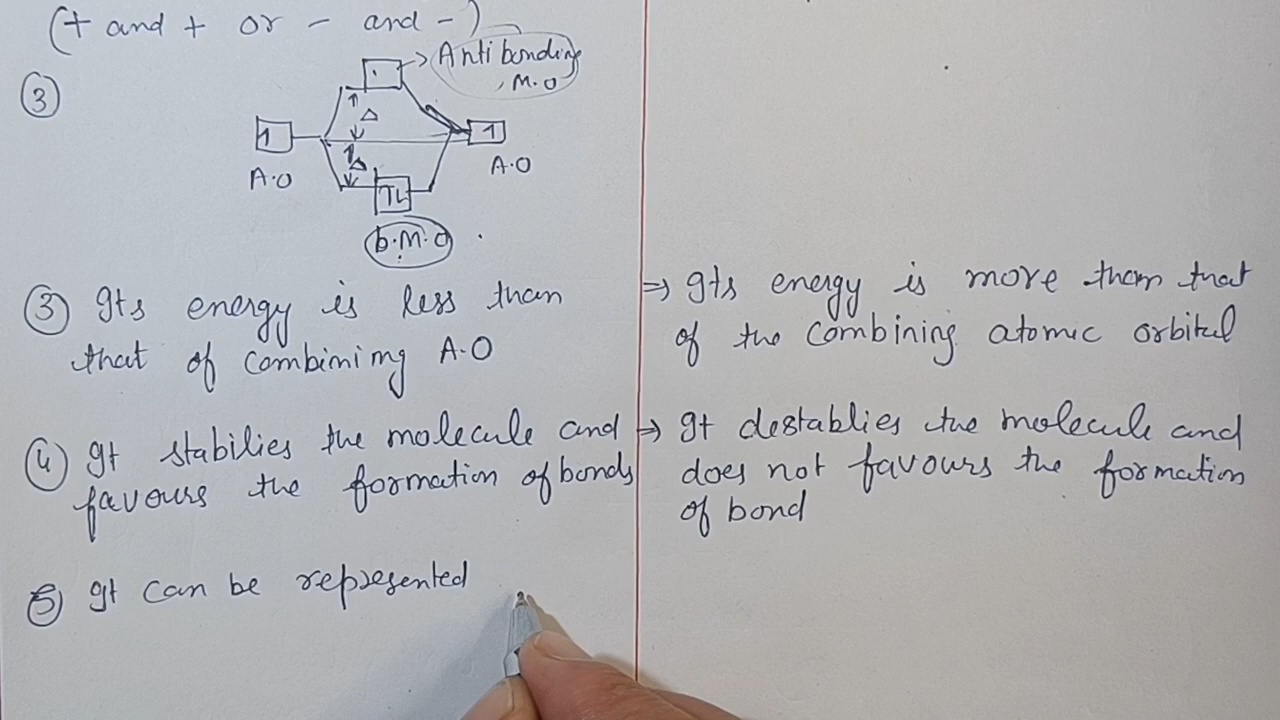 (+ and + or - and -)
③
Anti bonding
M.O
Δ
1
1
A.O
Δ
A.O
1L
b.M.O
③ Its energy is less than
that of combining A.O
⇒ Its energy is more them that
of the combining atomic orbital
④ It stabilies the molecule and
favours the formation of bonds
→ It destablies the molecule and
does not favours the formation
of bond
⑤ It can be represented